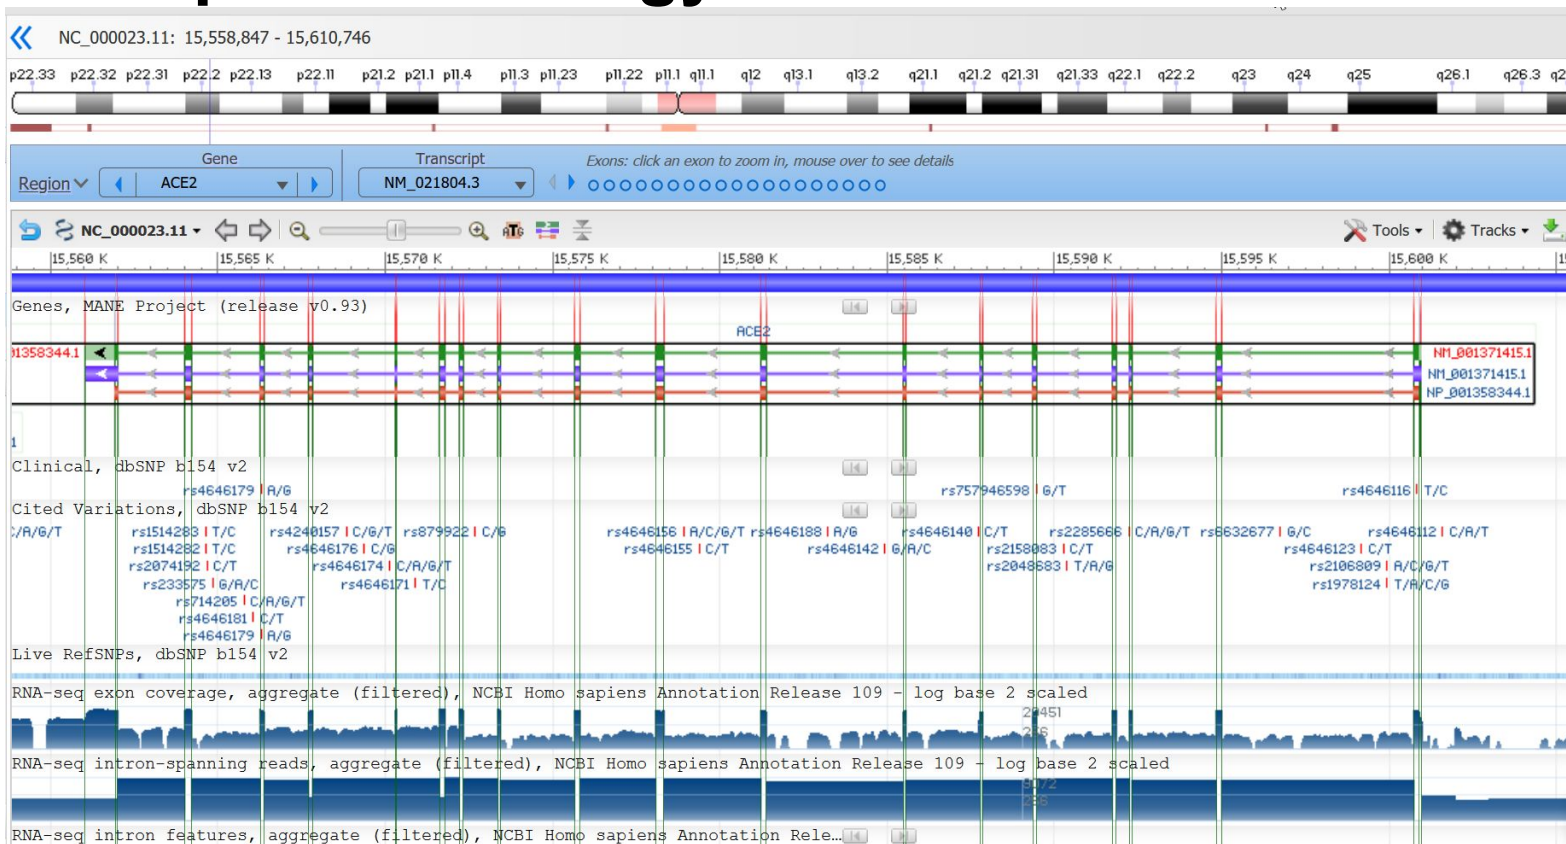 NC_000023.11: 15,558,847 - 15,610,746
p22.33 p22.32 p22.31 p22.2 p22.13 p22.11 p21.2 p21.1 p11.4 p11.3 p11.23 p11.22 p11.1 q11.1 q12 q13.1 q13.2 q21.1 q21.2 q21.31 q21.33 q22.1 q22.2 q23 q24 q25 q26.1 q26.3 q2
Gene Transcript Exons: click an exon to zoom in, mouse over to see details
Region ACE2 NM_021804.3
NC_000023.11 ATG Tools Tracks
15,560 K 15,565 K 15,570 K 15,575 K 15,580 K 15,585 K 15,590 K 15,595 K 15,600 K
Genes, MANE Project (release v0.93)
ACE2
01358344.1 NM_001371415.1
NM_001371415.1
NP_001358344.1
1
Clinical, dbSNP b154 v2
rs4646179 A/G rs757946598 G/T rs4646116 T/C
Cited Variations, dbSNP b154 v2
C/A/G/T rs1514283 T/C rs4240157 C/G/T rs879922 C/G rs4646156 A/C/G/T rs4646188 A/G rs4646140 C/T rs2285666 C/A/G/T rs6632677 G/C rs4646112 C/A/T
rs1514282 T/C rs4646176 C/G rs4646155 C/T rs4646142 G/A/C rs2158083 C/T rs4646123 C/T
rs2074192 C/T rs4646174 C/A/G/T rs2048683 T/A/G rs2106809 A/C/G/T
rs233575 G/A/C rs4646171 T/C rs1978124 T/A/C/G
rs714205 C/A/G/T
rs4646181 C/T
rs4646179 A/G
Live RefSNPs, dbSNP b154 v2
RNA-seq exon coverage, aggregate (filtered), NCBI Homo sapiens Annotation Release 109 - log base 2 scaled
256
RNA-seq intron-spanning reads, aggregate (filtered), NCBI Homo sapiens Annotation Release 109 - log base 2 scaled
256
RNA-seq intron features, aggregate (filtered), NCBI Homo sapiens Annotation Rele…